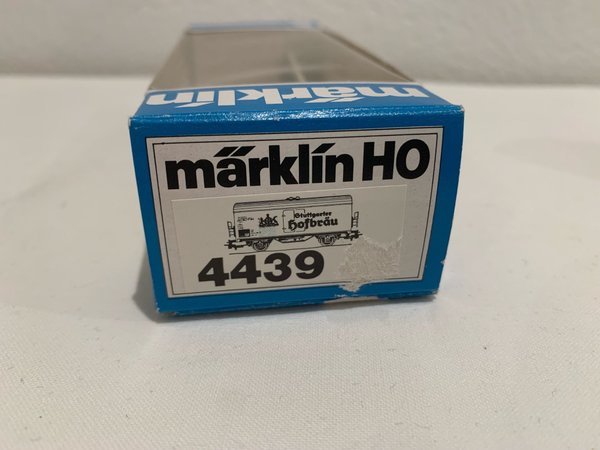 märklin
märklin HO
Stuttgarter
Hofbräu
4439